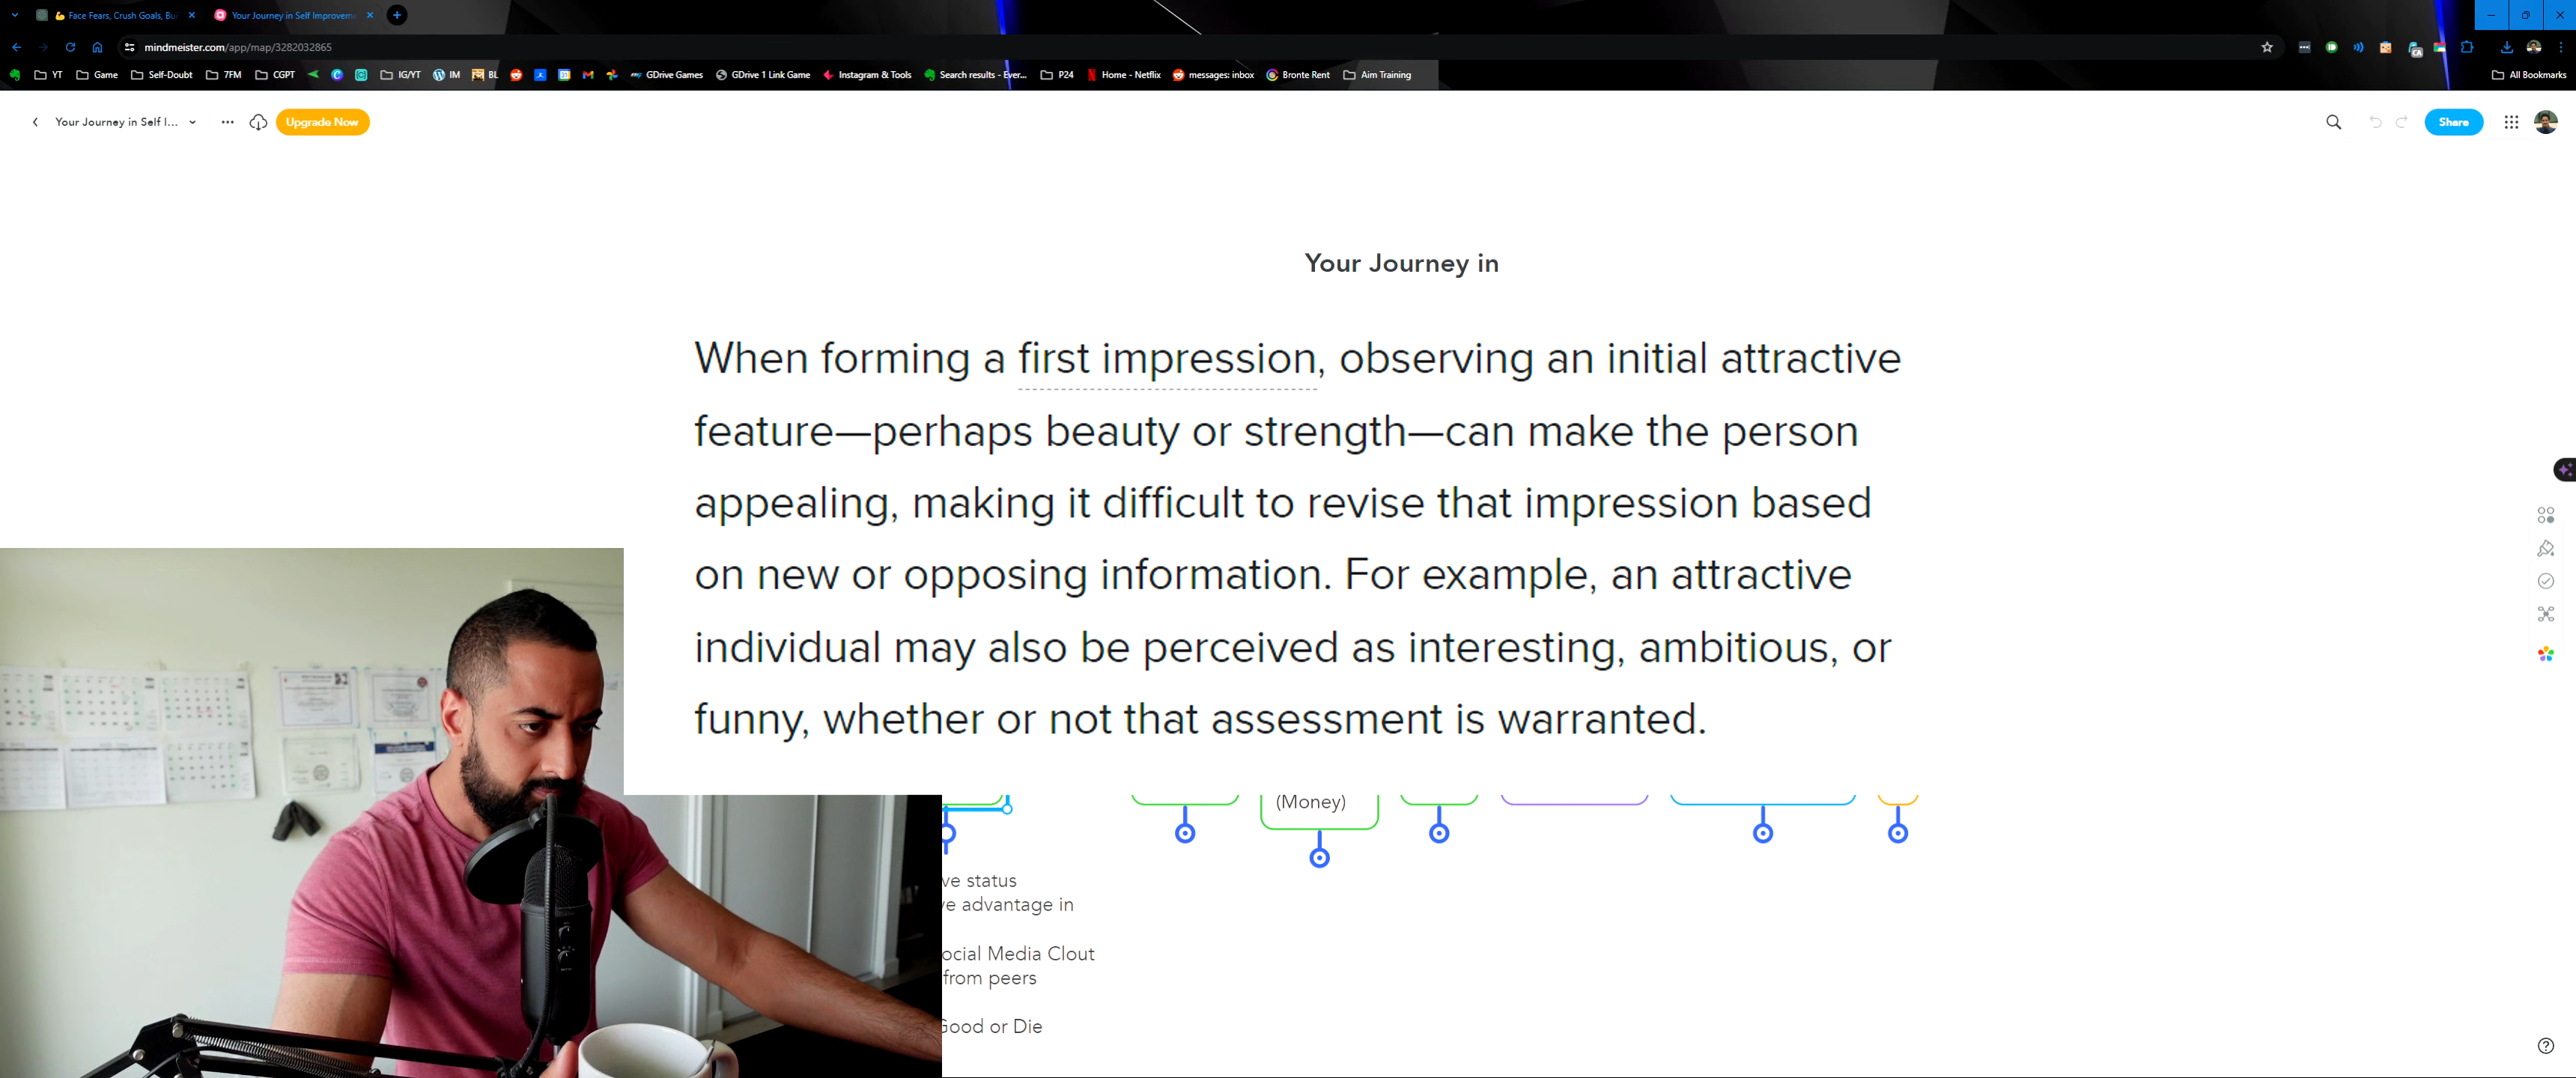 Face Fears, Crush Goals, Bu
Your Journey in Self Improvem
mindmeister.com/app/map/3282032865
YT
Game
Self-Doubt
7FM
CGPT
IG/YT
IM
BL
GDrive Games
GDrive 1 Link Game
Instagram & Tools
Search results - Ever...
P24
Home - Netflix
messages: inbox
Bronte Rent
Aim Training
All Bookmarks
Your Journey in Self I...
Upgrade Now
Share
Your Journey in
When forming a first impression, observing an initial attractive
feature—perhaps beauty or strength—can make the person
appealing, making it difficult to revise that impression based
on new or opposing information. For example, an attractive
individual may also be perceived as interesting, ambitious, or
funny, whether or not that assessment is warranted.
(Money)
ve status
ve advantage in
ocial Media Clout
from peers
Good or Die